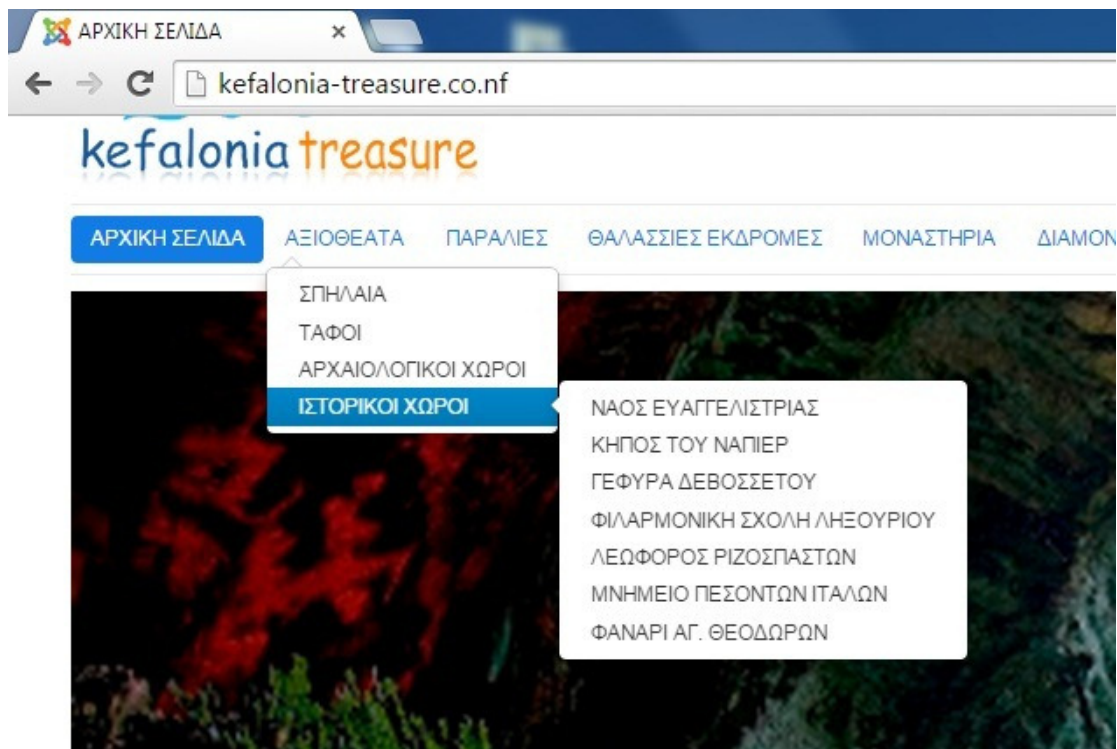 ΑΡΧΙΚΗ ΣΕΛΙΔΑ
kefalonia-treasure.co.nf
kefalonia treasure
ΑΡΧΙΚΗ ΣΕΛΙΔΑ ΑΞΙΟΘΕΑΤΑ ΠΑΡΑΛΙΕΣ ΘΑΛΑΣΣΙΕΣ ΕΚΔΡΟΜΕΣ ΜΟΝΑΣΤΗΡΙΑ ΔΙΑΜΟΝ
ΣΠΗΛΑΙΑ
ΤΑΦΟΙ
ΑΡΧΑΙΟΛΟΓΙΚΟΙ ΧΩΡΟΙ
ΙΣΤΟΡΙΚΟΙ ΧΩΡΟΙ
ΝΑΟΣ ΕΥΑΓΓΕΛΙΣΤΡΙΑΣ
ΚΗΠΟΣ ΤΟΥ ΝΑΠΙΕΡ
ΓΕΦΥΡΑ ΔΕΒΟΣΣΕΤΟΥ
ΦΙΛΑΡΜΟΝΙΚΗ ΣΧΟΛΗ ΛΗΞΟΥΡΙΟΥ
ΛΕΩΦΟΡΟΣ ΡΙΖΟΣΠΑΣΤΩΝ
ΜΝΗΜΕΙΟ ΠΕΣΟΝΤΩΝ ΙΤΑΛΩΝ
ΦΑΝΑΡΙ ΑΓ. ΘΕΟΔΩΡΩΝ